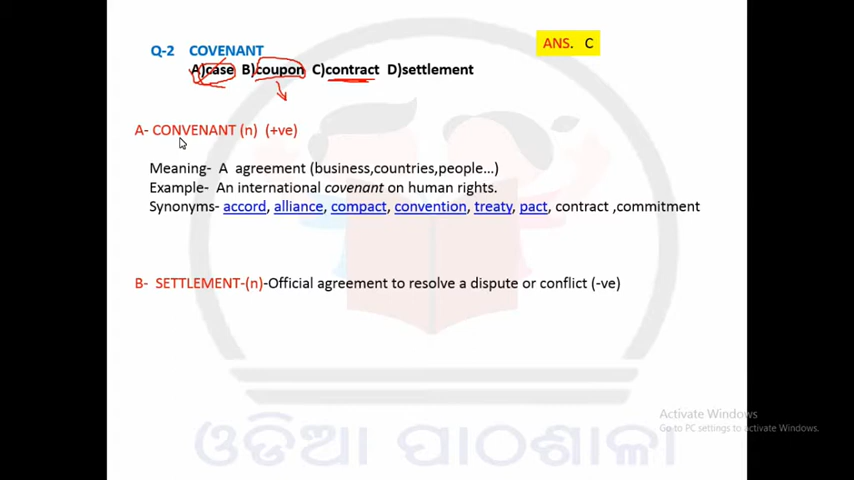 Q-2 COVENANT
ANS. C
A)case B)coupon C)contract D)settlement
A- CONVENANT (n) (+ve)
Meaning- A agreement (business,countries,people...)
Example- An international covenant on human rights.
Synonyms- accord, alliance, compact, convention, treaty, pact, contract ,commitment
B- SETTLEMENT-(n)-Official agreement to resolve a dispute or conflict (-ve)
Activate Windows
Go to PC settings to activate Windows.
ଓଡିଆ ପାଠଶାଳା